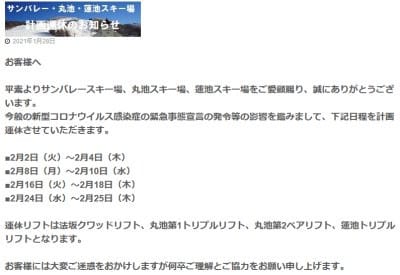 サンバレー・丸池・蓮池スキー場
計画運休のお知らせ
2021年1月29日
お客様へ
平素よりサンバレースキー場、丸池スキー場、蓮池スキー場をご愛顧賜り、誠にありがとうござ
います。
今般の新型コロナウイルス感染症の緊急事態宣言の発令等の影響を鑑みまして、下記日程を計画
運休させていただきます。
■2月2日（火）～2月4日（木）
■2月8日（月）～2月10日（水）
■2月16日（火）～2月18日（木）
■2月24日（水）～2月25日（木）
運休リフトは法坂クワッドリフト、丸池第1トリプルリフト、丸池第2ペアリフト、蓮池トリプル
リフトとなります。
お客様には大変ご迷惑をおかけしますが何卒ご理解とご協力をお願い申し上げます。